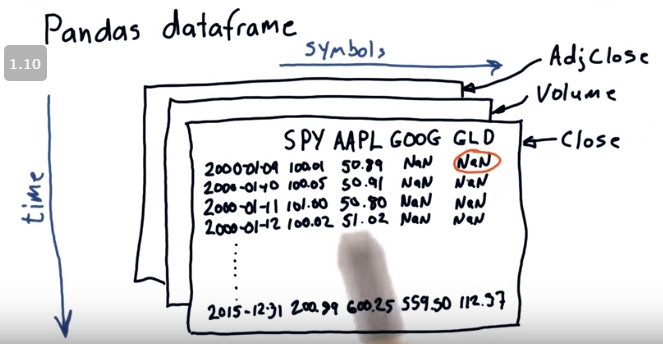 Pandas dataframe
1.10
symbols
AdjClose
Volume
Close
time
SPY AAPL GOOG GLD
2000-01-09 100.01 50.89 NaN NaN
2000-01-10 100.05 50.91 NaN NaN
2000-01-11 101.00 50.80 NaN NaN
2000-01-12 100.02 51.02 NaN NaN
2015-12-31 200.99 600.25 559.50 112.37